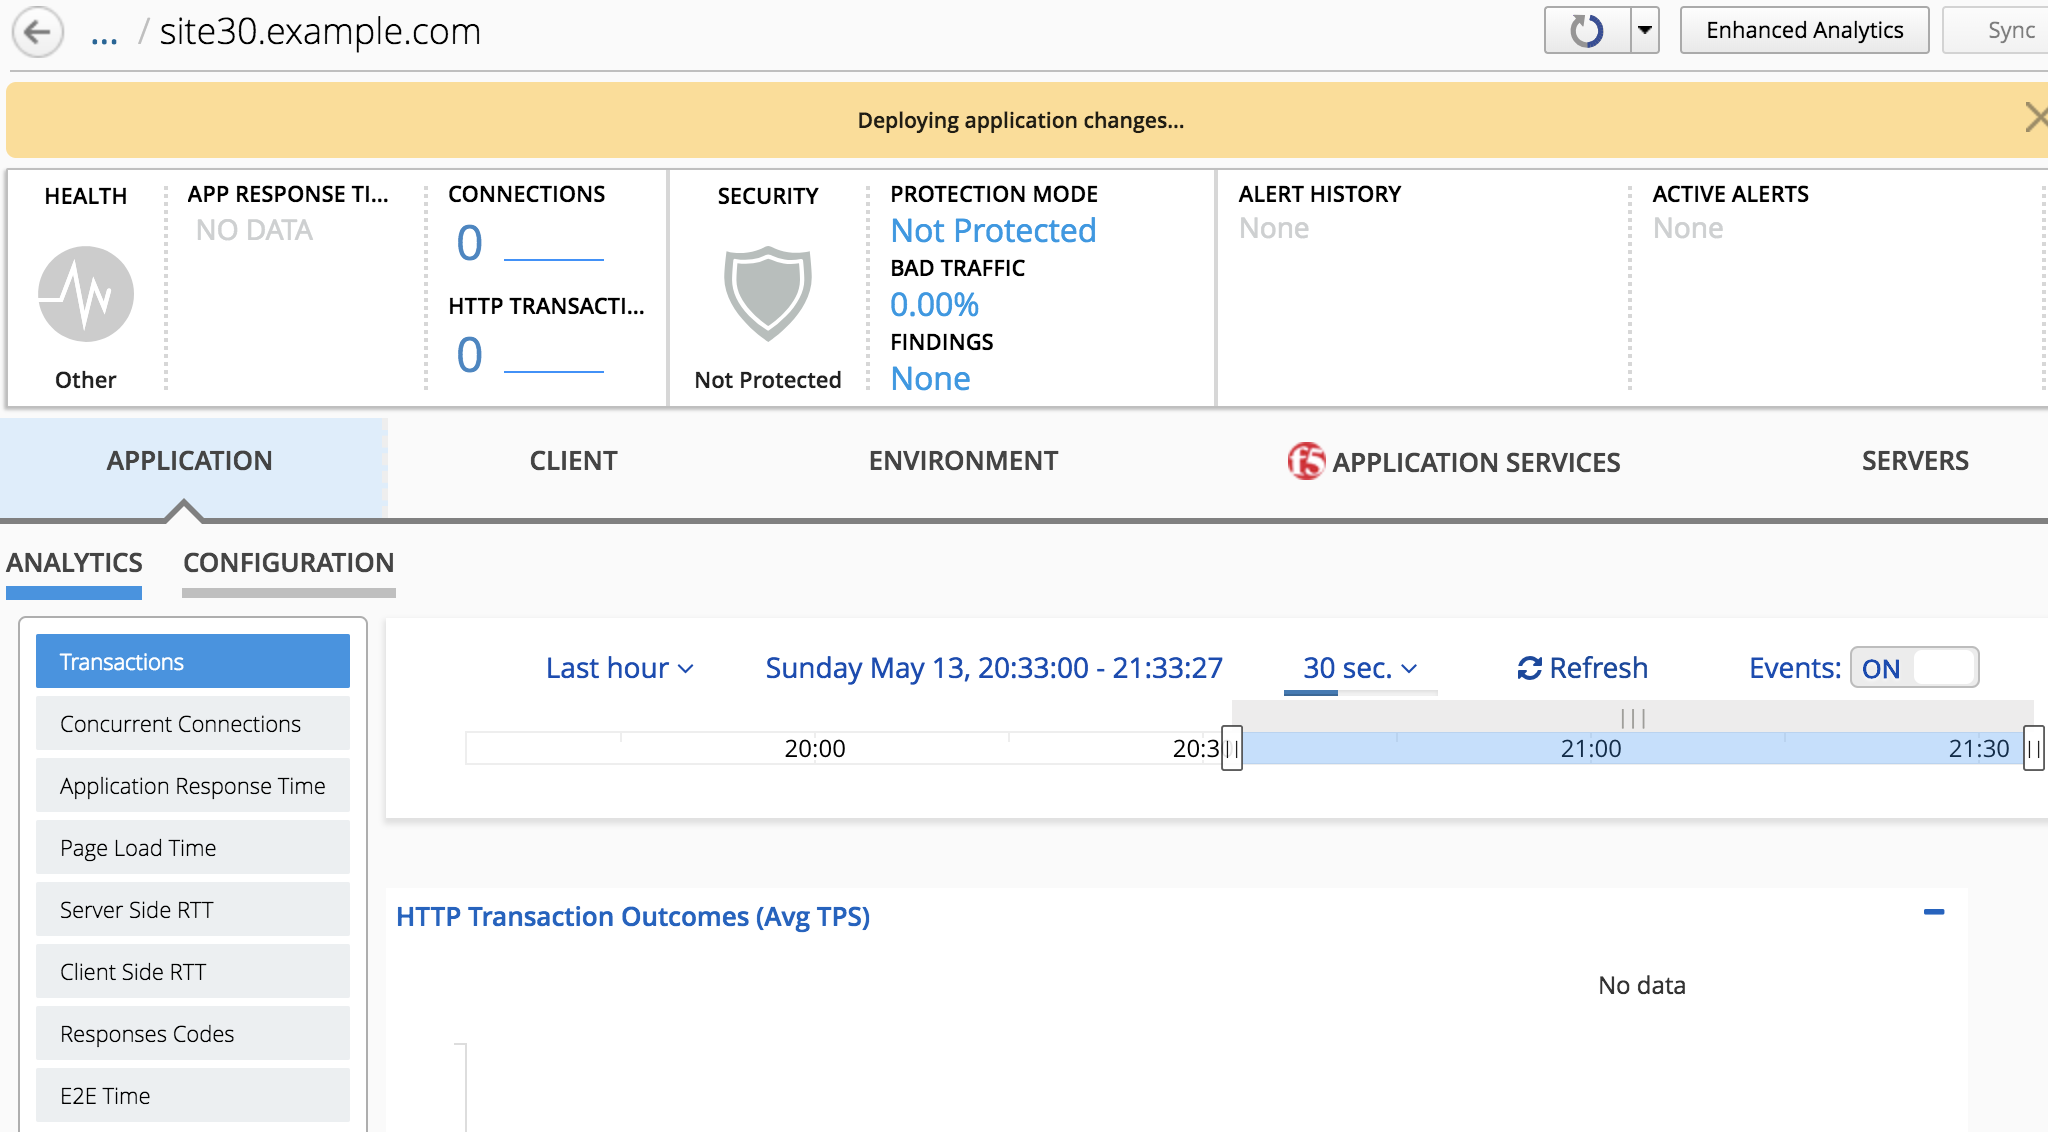 ... / site30.example.com
Enhanced Analytics
Sync
Deploying application changes...
HEALTH
Other
APP RESPONSE TI...
NO DATA
CONNECTIONS
0
HTTP TRANSACTI...
0
SECURITY
Not Protected
PROTECTION MODE
Not Protected
BAD TRAFFIC
0.00%
FINDINGS
None
ALERT HISTORY
None
ACTIVE ALERTS
None
APPLICATION
CLIENT
ENVIRONMENT
f5 APPLICATION SERVICES
SERVERS
ANALYTICS
CONFIGURATION
Transactions
Concurrent Connections
Application Response Time
Page Load Time
Server Side RTT
Client Side RTT
Responses Codes
E2E Time
Last hour
Sunday May 13, 20:33:00 - 21:33:27
30 sec.
Refresh
Events: ON
20:00
20:3
21:00
21:30
HTTP Transaction Outcomes (Avg TPS)
No data